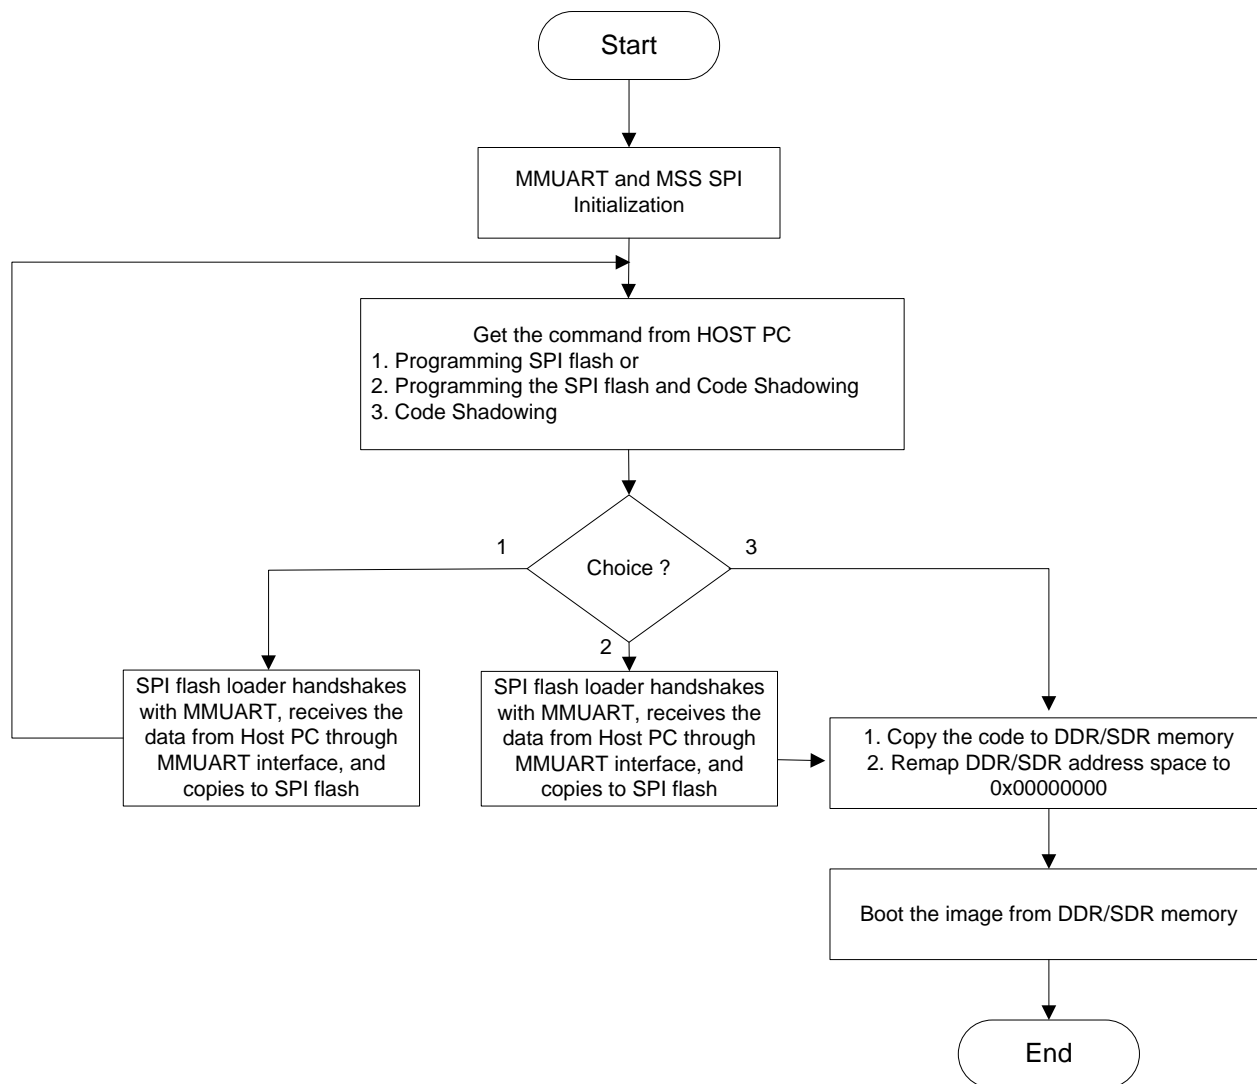 Start
MMUART and MSS SPI
Initialization
Get the command from HOST PC
1. Programming SPI flash or
2. Programming the SPI flash and Code Shadowing
3. Code Shadowing
1
3
Choice ?
2
SPI flash loader handshakes
with MMUART, receives the
data from Host PC through
MMUART interface, and
copies to SPI flash
SPI flash loader handshakes
with MMUART, receives the
data from Host PC through
MMUART interface, and
copies to SPI flash
1. Copy the code to DDR/SDR memory
2. Remap DDR/SDR address space to
0x00000000
Boot the image from DDR/SDR memory
End